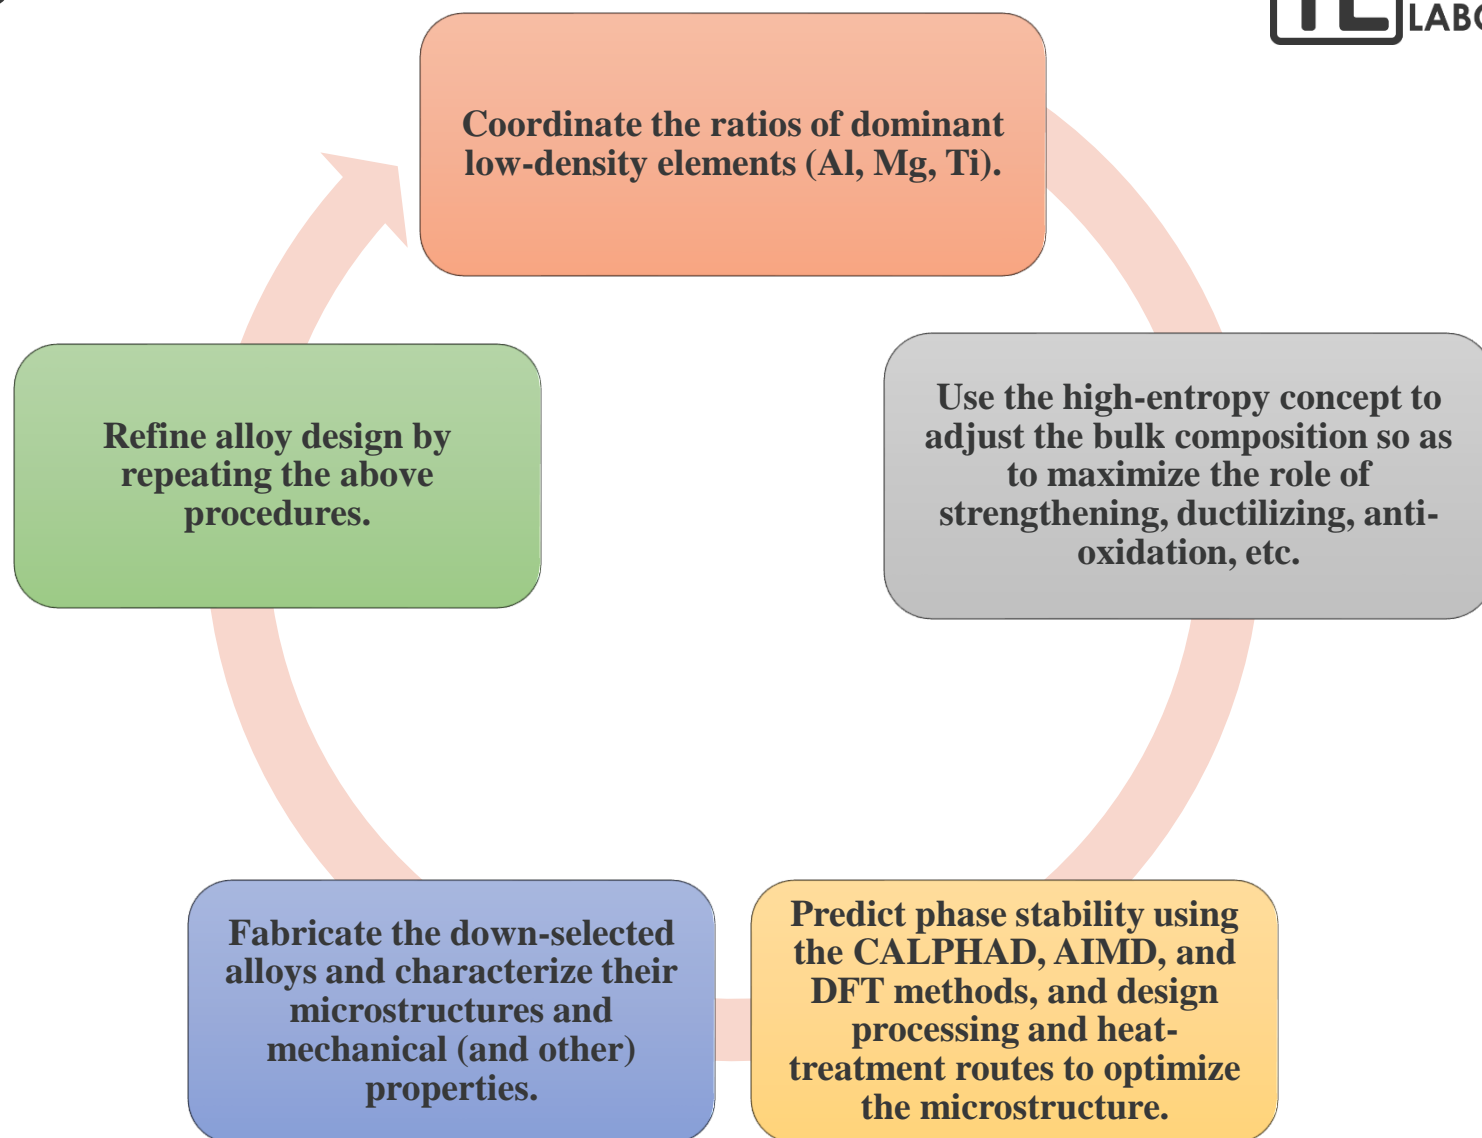 LABO
Coordinate the ratios of dominant
low-density elements (Al, Mg, Ti).
Use the high-entropy concept to
adjust the bulk composition so as
to maximize the role of
strengthening, ductilizing, anti-
oxidation, etc.
Predict phase stability using
the CALPHAD, AIMD, and
DFT methods, and design
processing and heat-
treatment routes to optimize
the microstructure.
Fabricate the down-selected
alloys and characterize their
microstructures and
mechanical (and other)
properties.
Refine alloy design by
repeating the above
procedures.